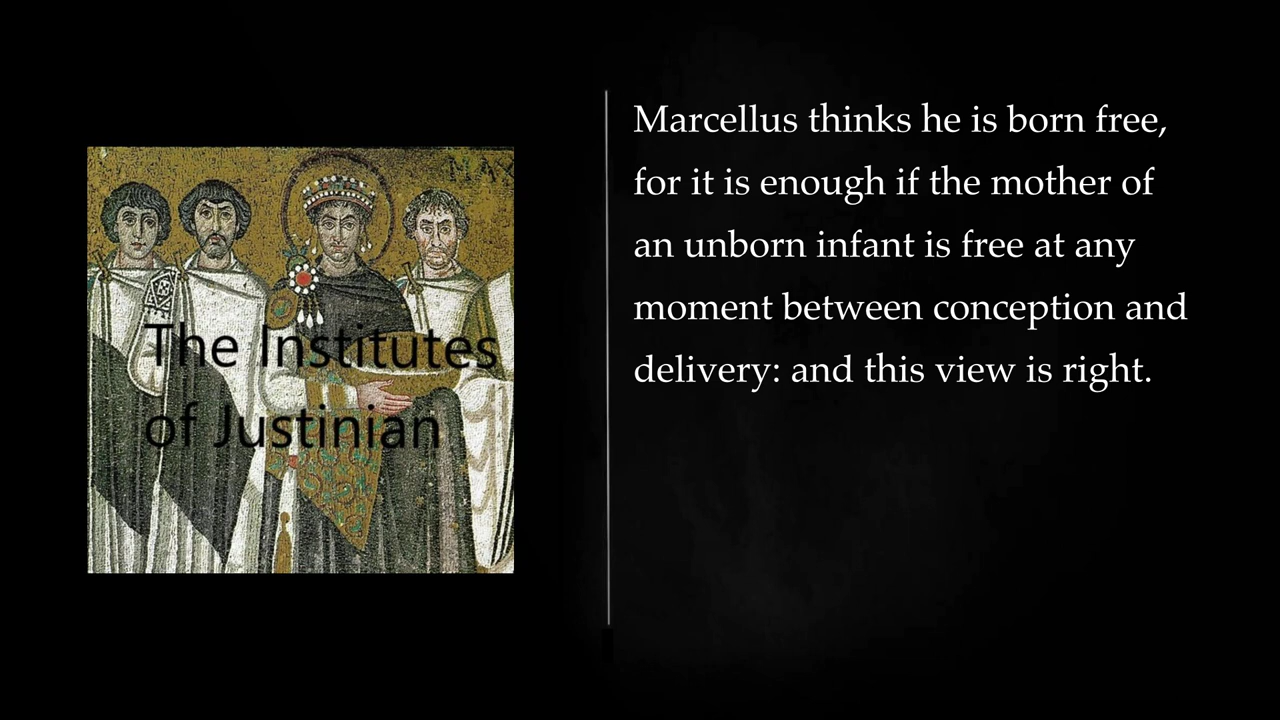 MAX
The Institutes
of Justinian
Marcellus thinks he is born free,
for it is enough if the mother of
an unborn infant is free at any
moment between conception and
delivery: and this view is right.